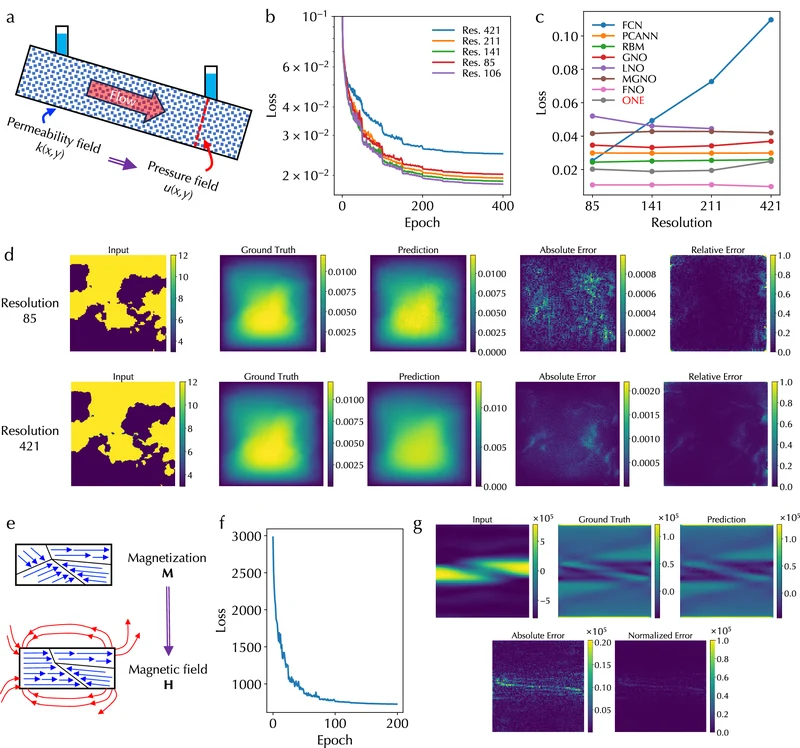 a
Flow
Permeability field
k(x,y)
Pressure field
u(x,y)
b
Loss
10⁻¹
6 × 10⁻²
4 × 10⁻²
3 × 10⁻²
2 × 10⁻²
Res. 421
Res. 211
Res. 141
Res. 85
Res. 106
0
200
400
Epoch
c
Loss
0.10
0.08
0.06
0.04
0.02
FCN
PCANN
RBM
GNO
LNO
MGNO
FNO
ONE
85
141
211
421
Resolution
d
Resolution
85
Input
12
10
8
6
4
Ground Truth
0.0100
0.0075
0.0050
0.0025
Prediction
0.0100
0.0075
0.0050
0.0025
0.0000
Absolute Error
0.0008
0.0006
0.0004
0.0002
Relative Error
1.0
0.8
0.6
0.4
0.2
0.0
Resolution
421
Input
12
10
8
6
4
Ground Truth
0.0100
0.0075
0.0050
0.0025
Prediction
0.010
0.005
0.000
Absolute Error
0.0020
0.0015
0.0010
0.0005
Relative Error
1.0
0.8
0.6
0.4
0.2
0.0
e
Magnetization
M
Magnetic field
H
f
Loss
3000
2500
2000
1500
1000
0
100
200
Epoch
g
Input
×10⁵
5
0
−5
Ground Truth
×10⁵
1.0
0.5
0.0
Prediction
×10⁵
1.0
0.5
0.0
Absolute Error
×10⁵
0.20
0.15
0.10
0.05
Normalized Error
×10⁵
1.0
0.8
0.6
0.4
0.2
0.0